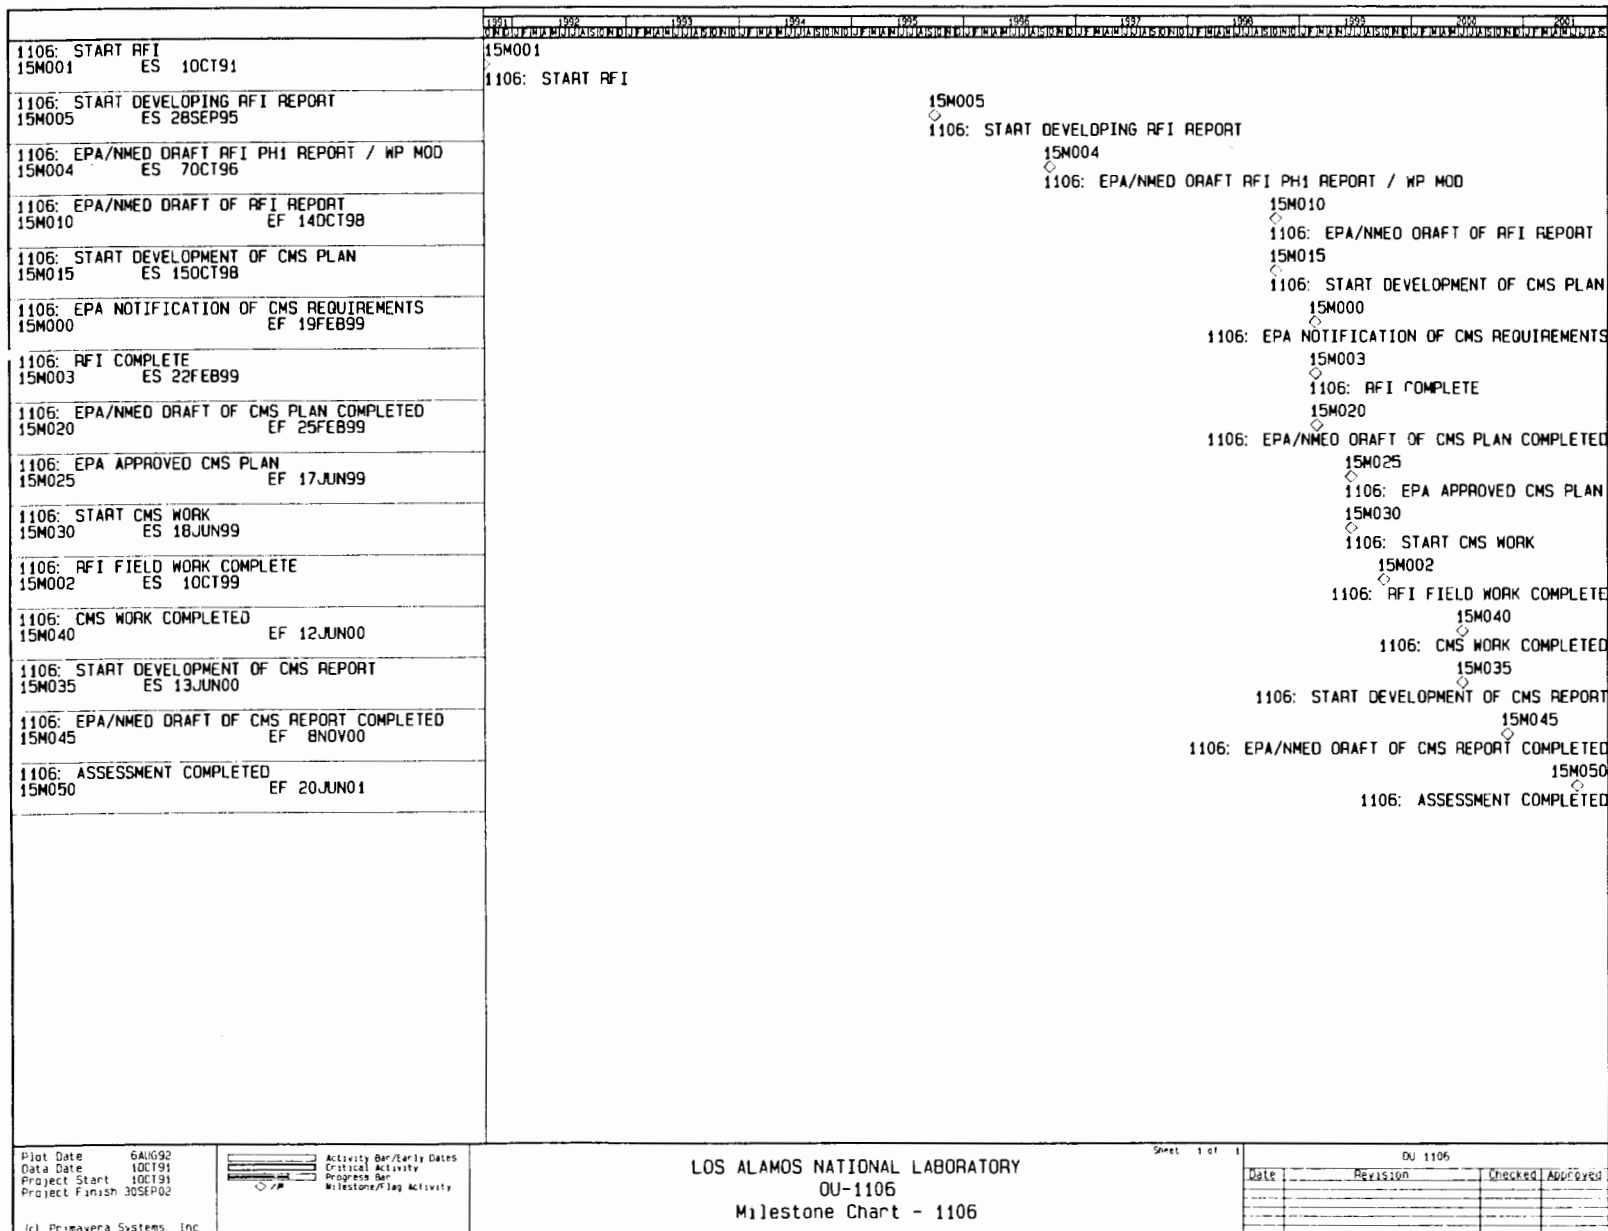 1991 1992 1993 1994 1995 1996 1997 1998 1999 2000 2001
1106: START RFI
15M001 ES 1OCT91
15M001
1106: START RFI
1106: START DEVELOPING RFI REPORT
15M005 ES 28SEP95
15M005
1106: START DEVELOPING RFI REPORT
1106: EPA/NMED DRAFT RFI PH1 REPORT / WP MOD
15M004 ES 7OCT96
15M004
1106: EPA/NMED DRAFT RFI PH1 REPORT / WP MOD
1106: EPA/NMED DRAFT OF RFI REPORT
15M010 EF 14OCT98
15M010
1106: EPA/NMED DRAFT OF RFI REPORT
1106: START DEVELOPMENT OF CMS PLAN
15M015 ES 15OCT98
15M015
1106: START DEVELOPMENT OF CMS PLAN
1106: EPA NOTIFICATION OF CMS REQUIREMENTS
15M000 EF 19FEB99
15M000
1106: EPA NOTIFICATION OF CMS REQUIREMENTS
1106: RFI COMPLETE
15M003 ES 22FEB99
15M003
1106: RFI COMPLETE
1106: EPA/NMED DRAFT OF CMS PLAN COMPLETED
15M020 EF 25FEB99
15M020
1106: EPA/NMED DRAFT OF CMS PLAN COMPLETED
1106: EPA APPROVED CMS PLAN
15M025 EF 17JUN99
15M025
1106: EPA APPROVED CMS PLAN
1106: START CMS WORK
15M030 ES 18JUN99
15M030
1106: START CMS WORK
1106: RFI FIELD WORK COMPLETE
15M002 ES 1OCT99
15M002
1106: RFI FIELD WORK COMPLETE
1106: CMS WORK COMPLETED
15M040 EF 12JUN00
15M040
1106: CMS WORK COMPLETED
1106: START DEVELOPMENT OF CMS REPORT
15M035 ES 13JUN00
15M035
1106: START DEVELOPMENT OF CMS REPORT
1106: EPA/NMED DRAFT OF CMS REPORT COMPLETED
15M045 EF 8NOV00
15M045
1106: EPA/NMED DRAFT OF CMS REPORT COMPLETED
1106: ASSESSMENT COMPLETED
15M050 EF 20JUN01
15M050
1106: ASSESSMENT COMPLETED
Plot Date 6AUG92
Data Date 1OCT91
Project Start 1OCT91
Project Finish 30SEP02
(c) Primavera Systems, Inc
Activity Bar/Early Dates
Critical Activity
Progress Bar
Milestone/Flag Activity
LOS ALAMOS NATIONAL LABORATORY
OU-1106
Milestone Chart - 1106
Sheet 1 of 1
OU 1106
Date Revision Checked Approved